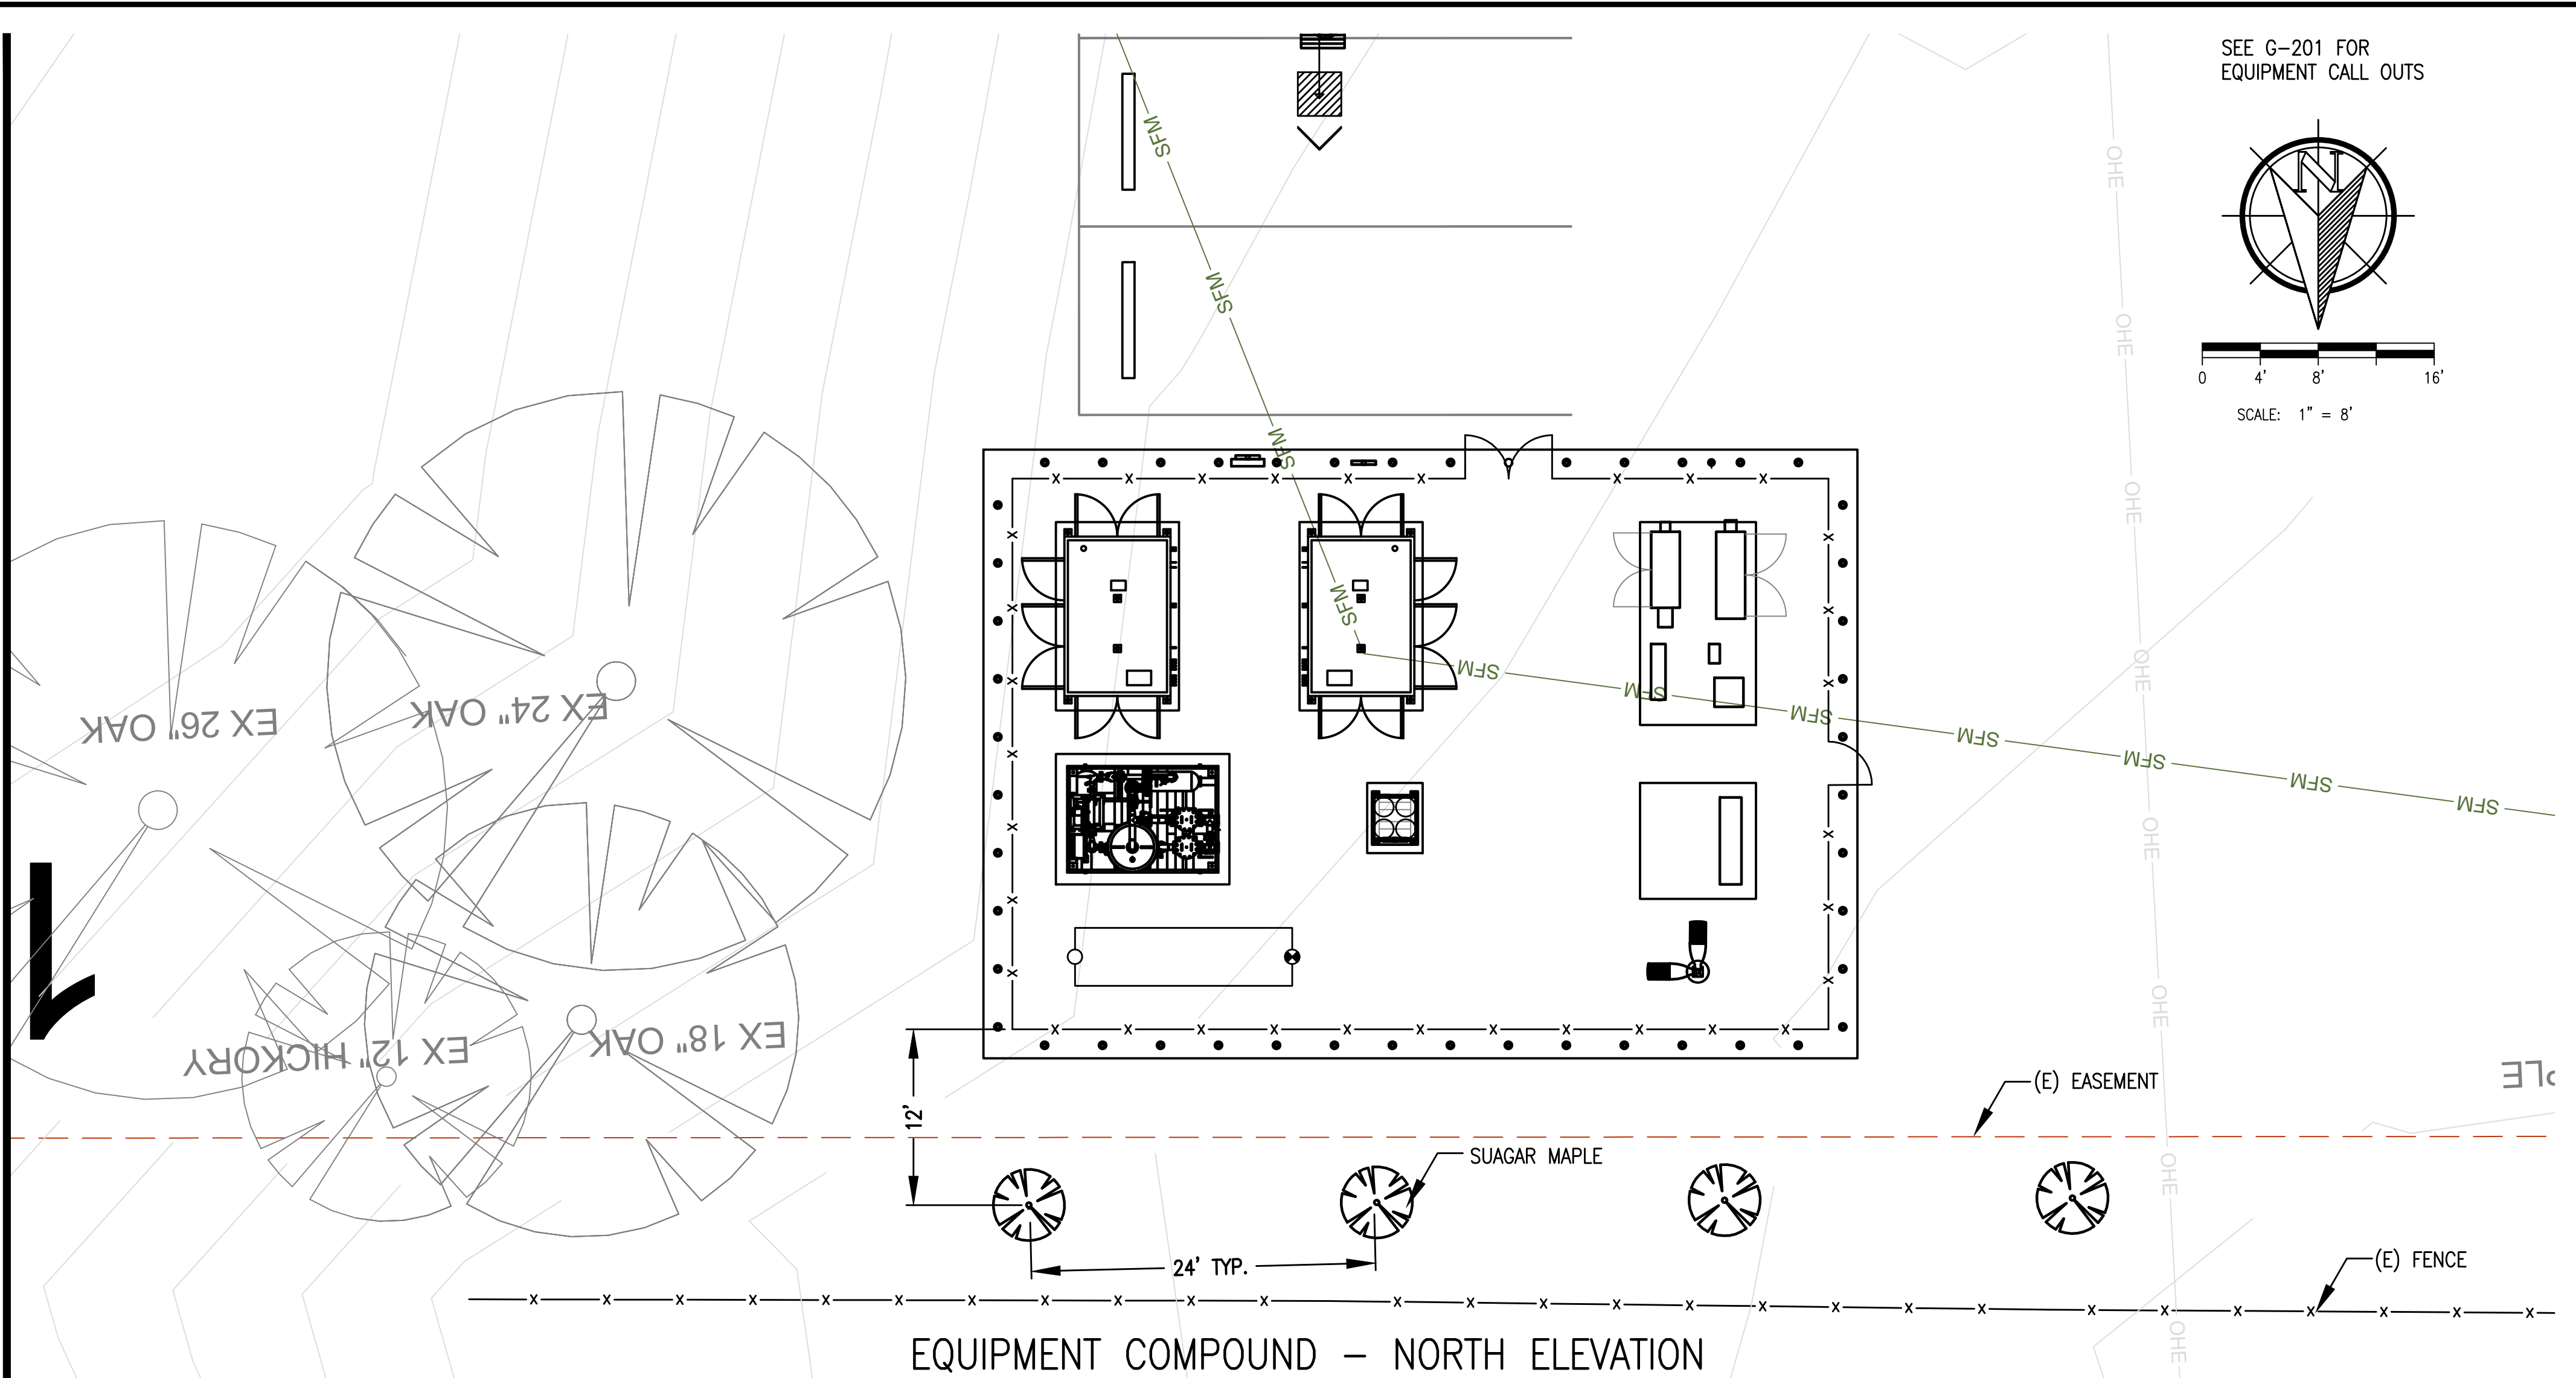 SEE G-201 FOR
EQUIPMENT CALL OUTS
N
0 4' 8' 16'
SCALE: 1" = 8'
SFM
SFM
SFM
SFM
SFM
SFM
SFM
SFM
SFM
SFM
SFM
OHE
OHE
OHE
OHE
OHE
OHE
OHE
OHE
EX 26" OAK
EX 24" OAK
EX 18" OAK
EX 12" HICKORY
(E) EASEMENT
12'
SUAGAR MAPLE
24' TYP.
(E) FENCE
EQUIPMENT COMPOUND - NORTH ELEVATION